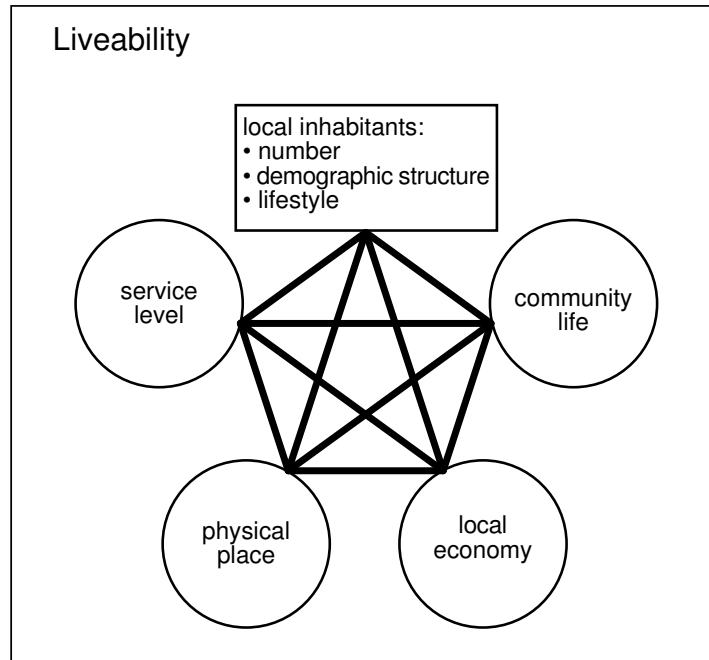 Liveability
local inhabitants:
• number
• demographic structure
• lifestyle
service
level
community
life
physical
place
local
economy